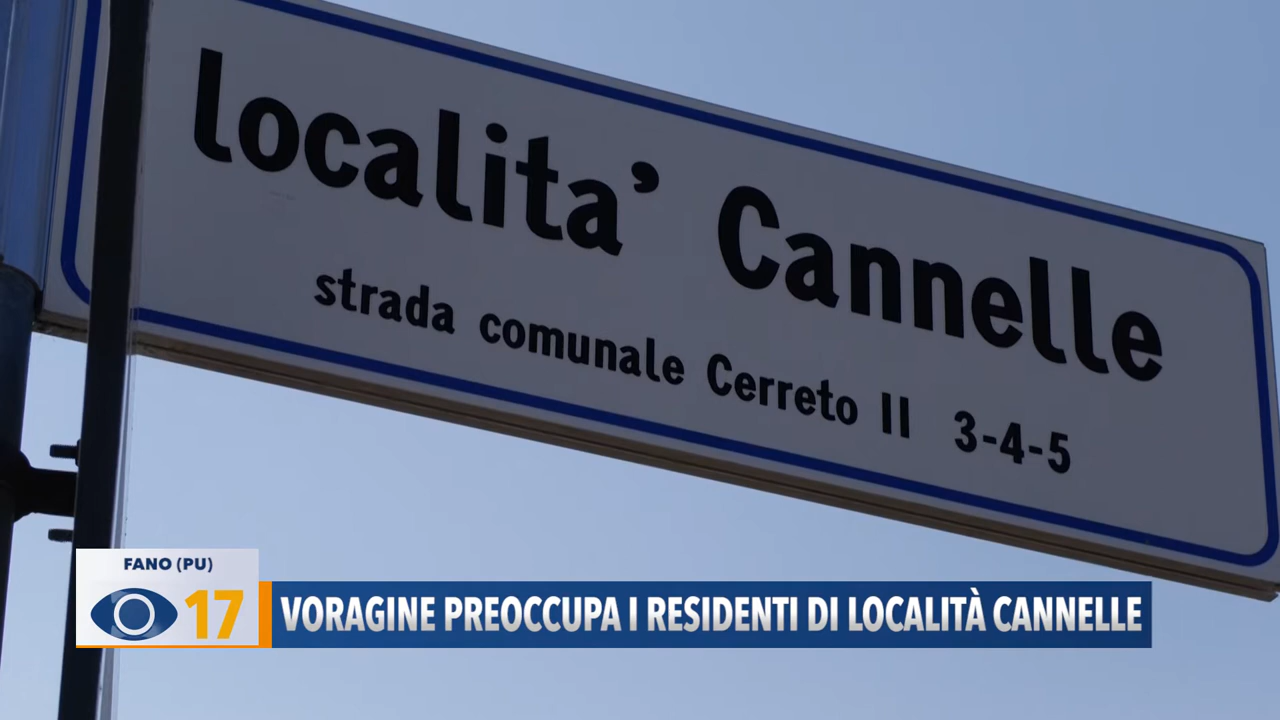 localita’ Cannelle
strada comunale Cerreto II 3-4-5
FANO (PU)
17
VORAGINE PREOCCUPA I RESIDENTI DI LOCALITÀ CANNELLE